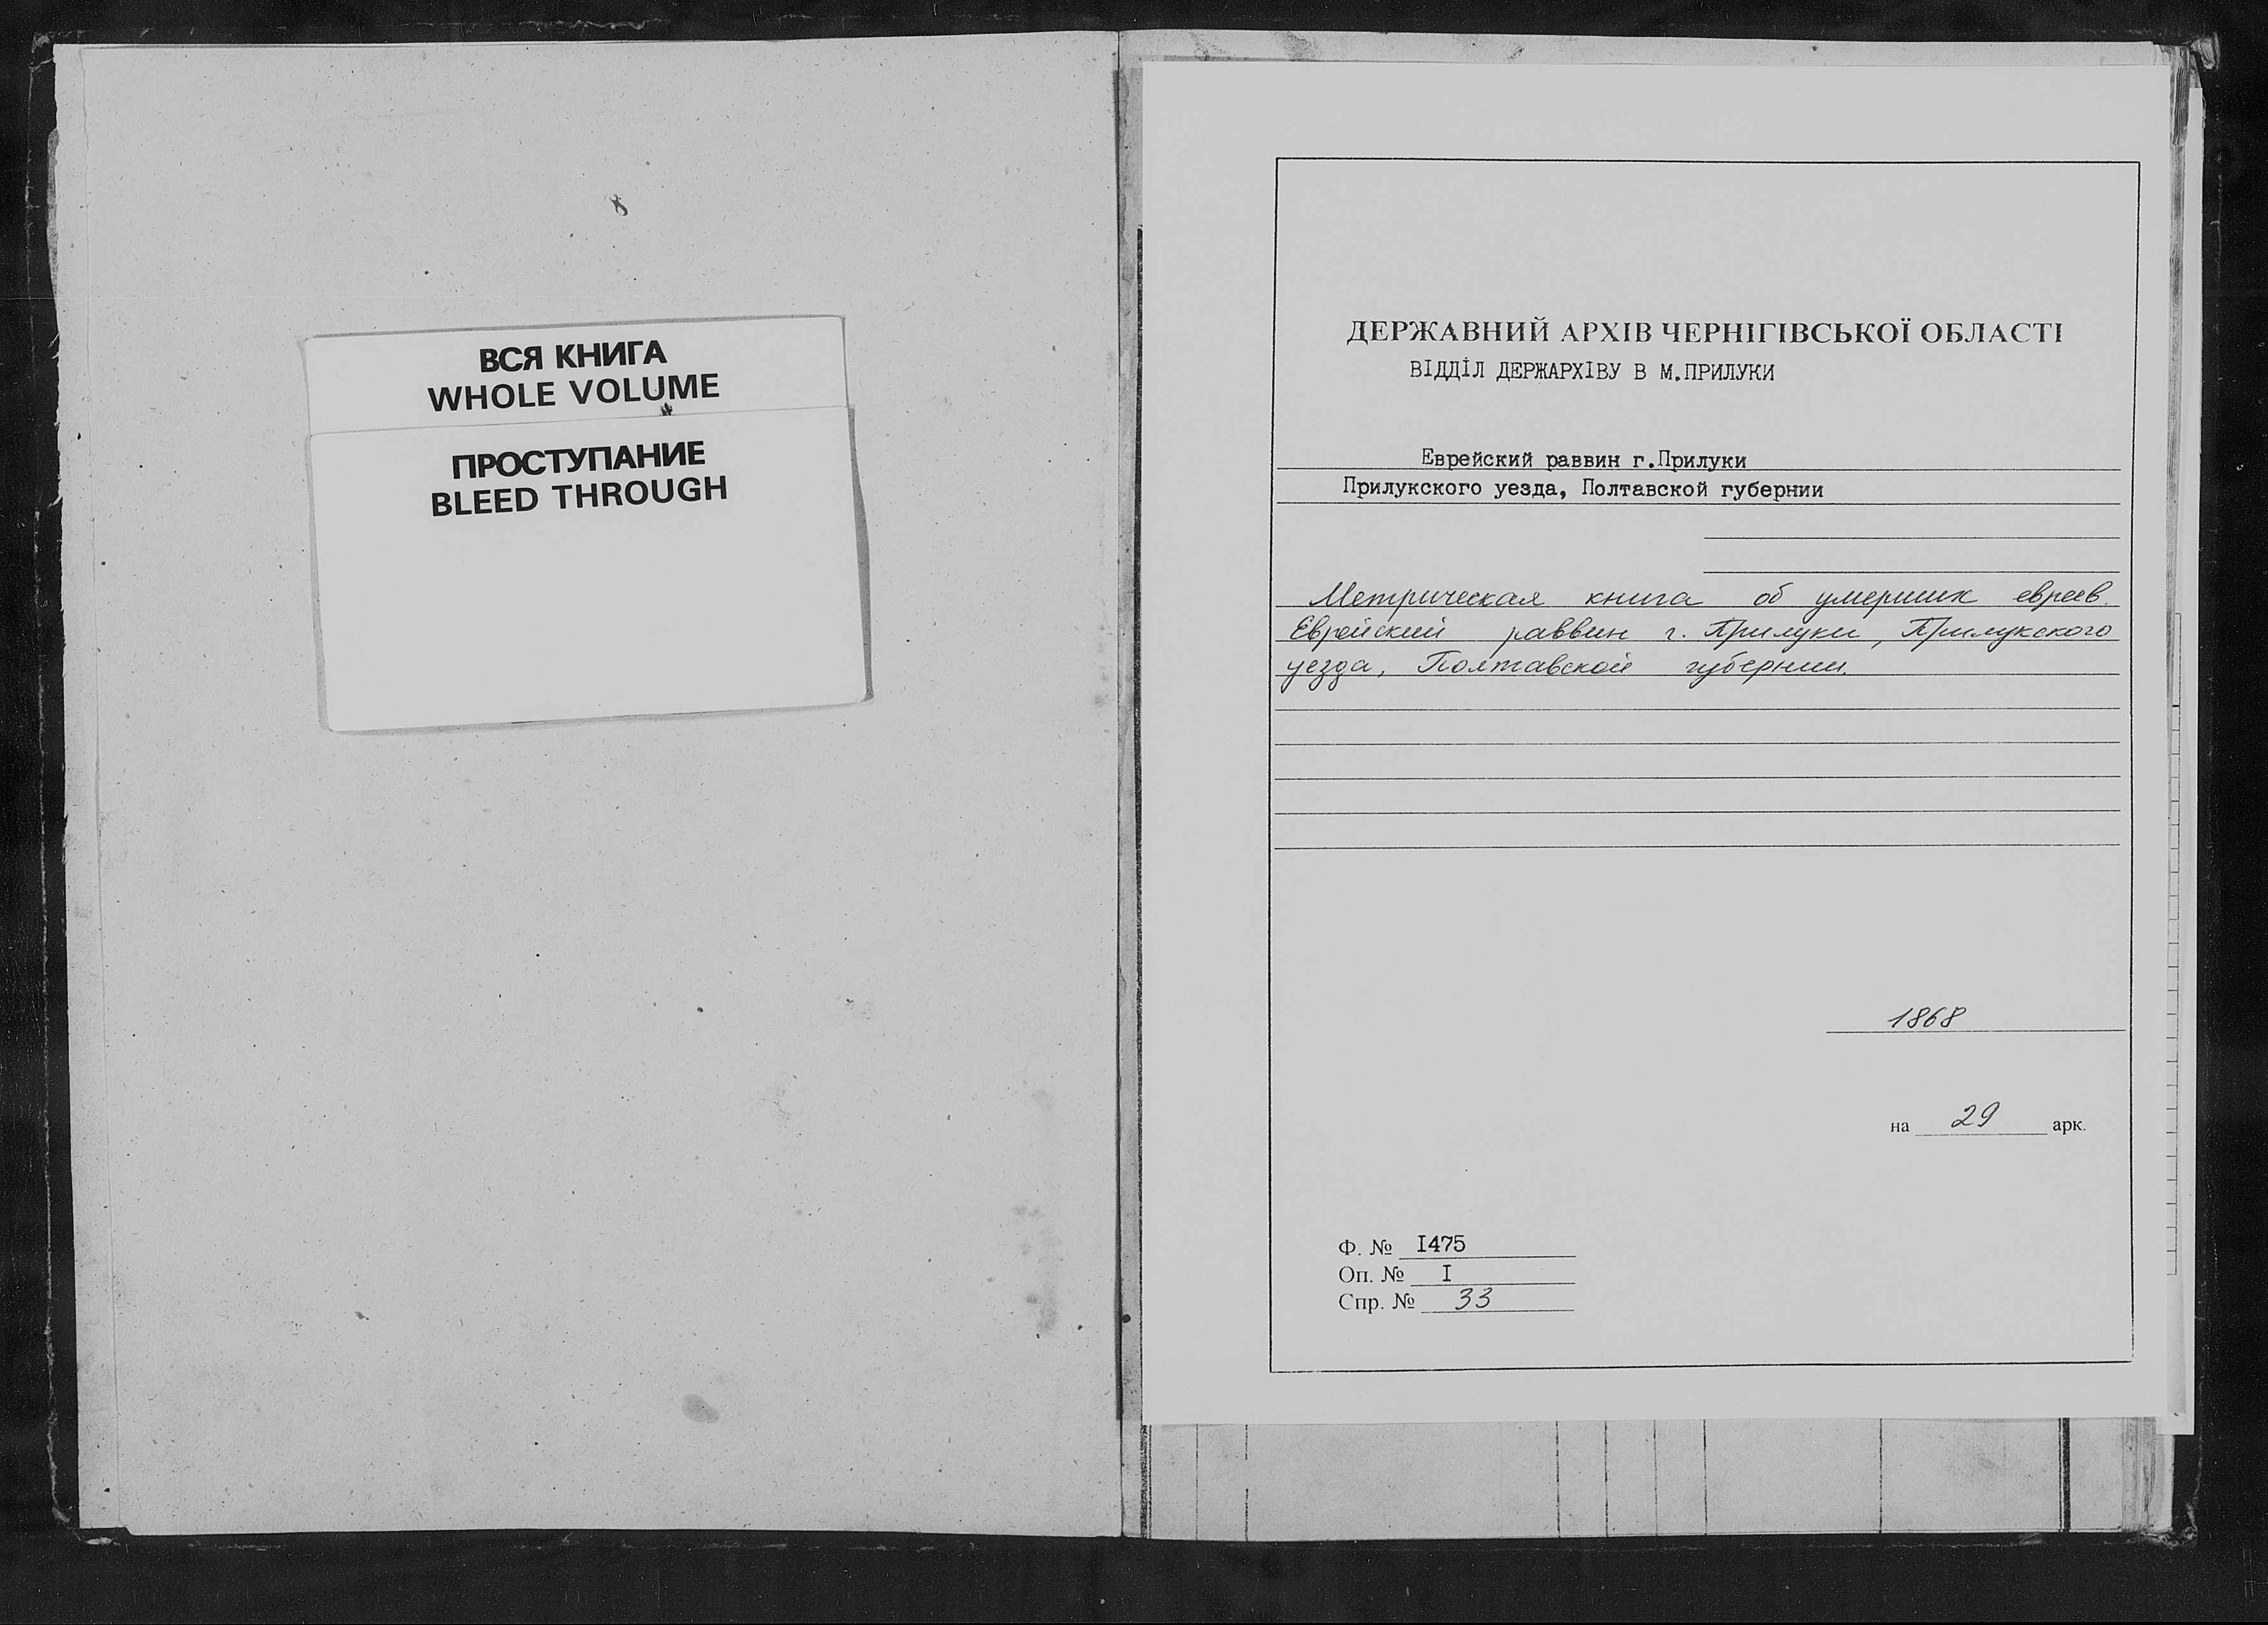 ВСЯ КНИГА
WHOLE VOLUME
ПРОСТУПАНИЕ
BLEED THROUGH
ДЕРЖАВНИЙ АРХІВ ЧЕРНІГІВСЬКОЇ ОБЛАСТІ
ВІДДІЛ ДЕРЖАРХІВУ В М.ПРИЛУКИ
Еврейский раввин г.Прилуки
Прилукского уезда, Полтавской губернии
Метрическая книга об умерших евреев.
Еврейский раввин г. Прилуки, Прилукского
уезда, Полтавской губернии.
1868
на 29 арк.
Ф. № I475
Оп. № I
Спр. № 33